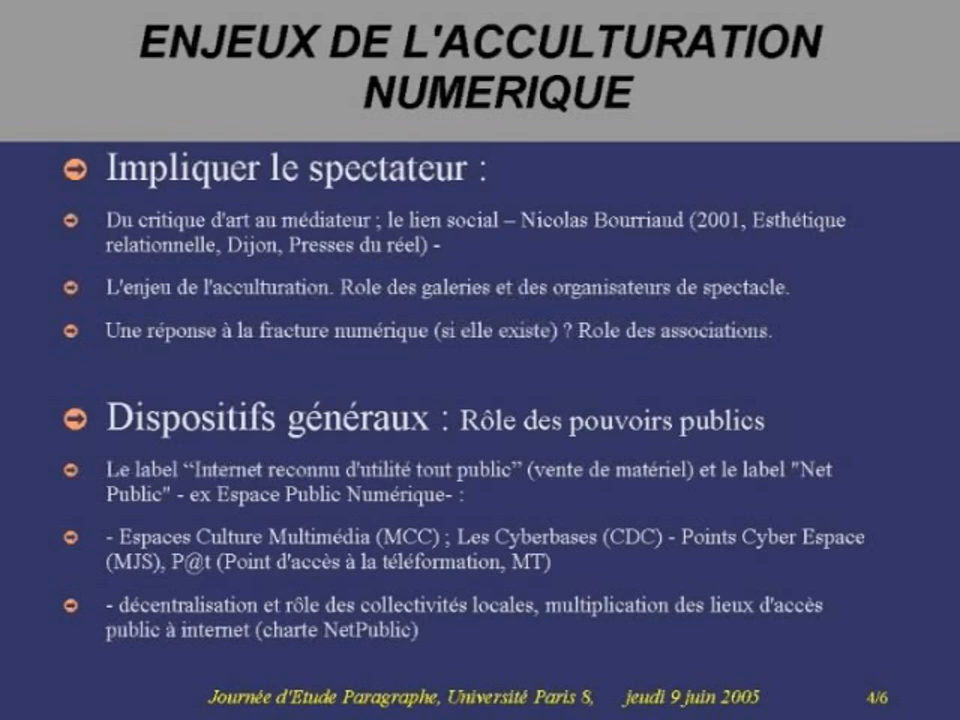 ENJEUX DE L'ACCULTURATION
NUMERIQUE
Impliquer le spectateur :
Du critique d'art au médiateur ; le lien social – Nicolas Bourriaud (2001, Esthétique
relationnelle, Dijon, Presses du réel) -
L'enjeu de l'acculturation. Role des galeries et des organisateurs de spectacle.
Une réponse à la fracture numérique (si elle existe) ? Role des associations.
Dispositifs généraux : Rôle des pouvoirs publics
Le label “Internet reconnu d'utilité tout public” (vente de matériel) et le label "Net
Public" - ex Espace Public Numérique- :
- Espaces Culture Multimédia (MCC) ; Les Cyberbases (CDC) - Points Cyber Espace
(MJS), P@t (Point d'accès à la téléformation, MT)
- décentralisation et rôle des collectivités locales, multiplication des lieux d'accès
public à internet (charte NetPublic)
Journée d'Etude Paragraphe, Université Paris 8, jeudi 9 juin 2005 4/6